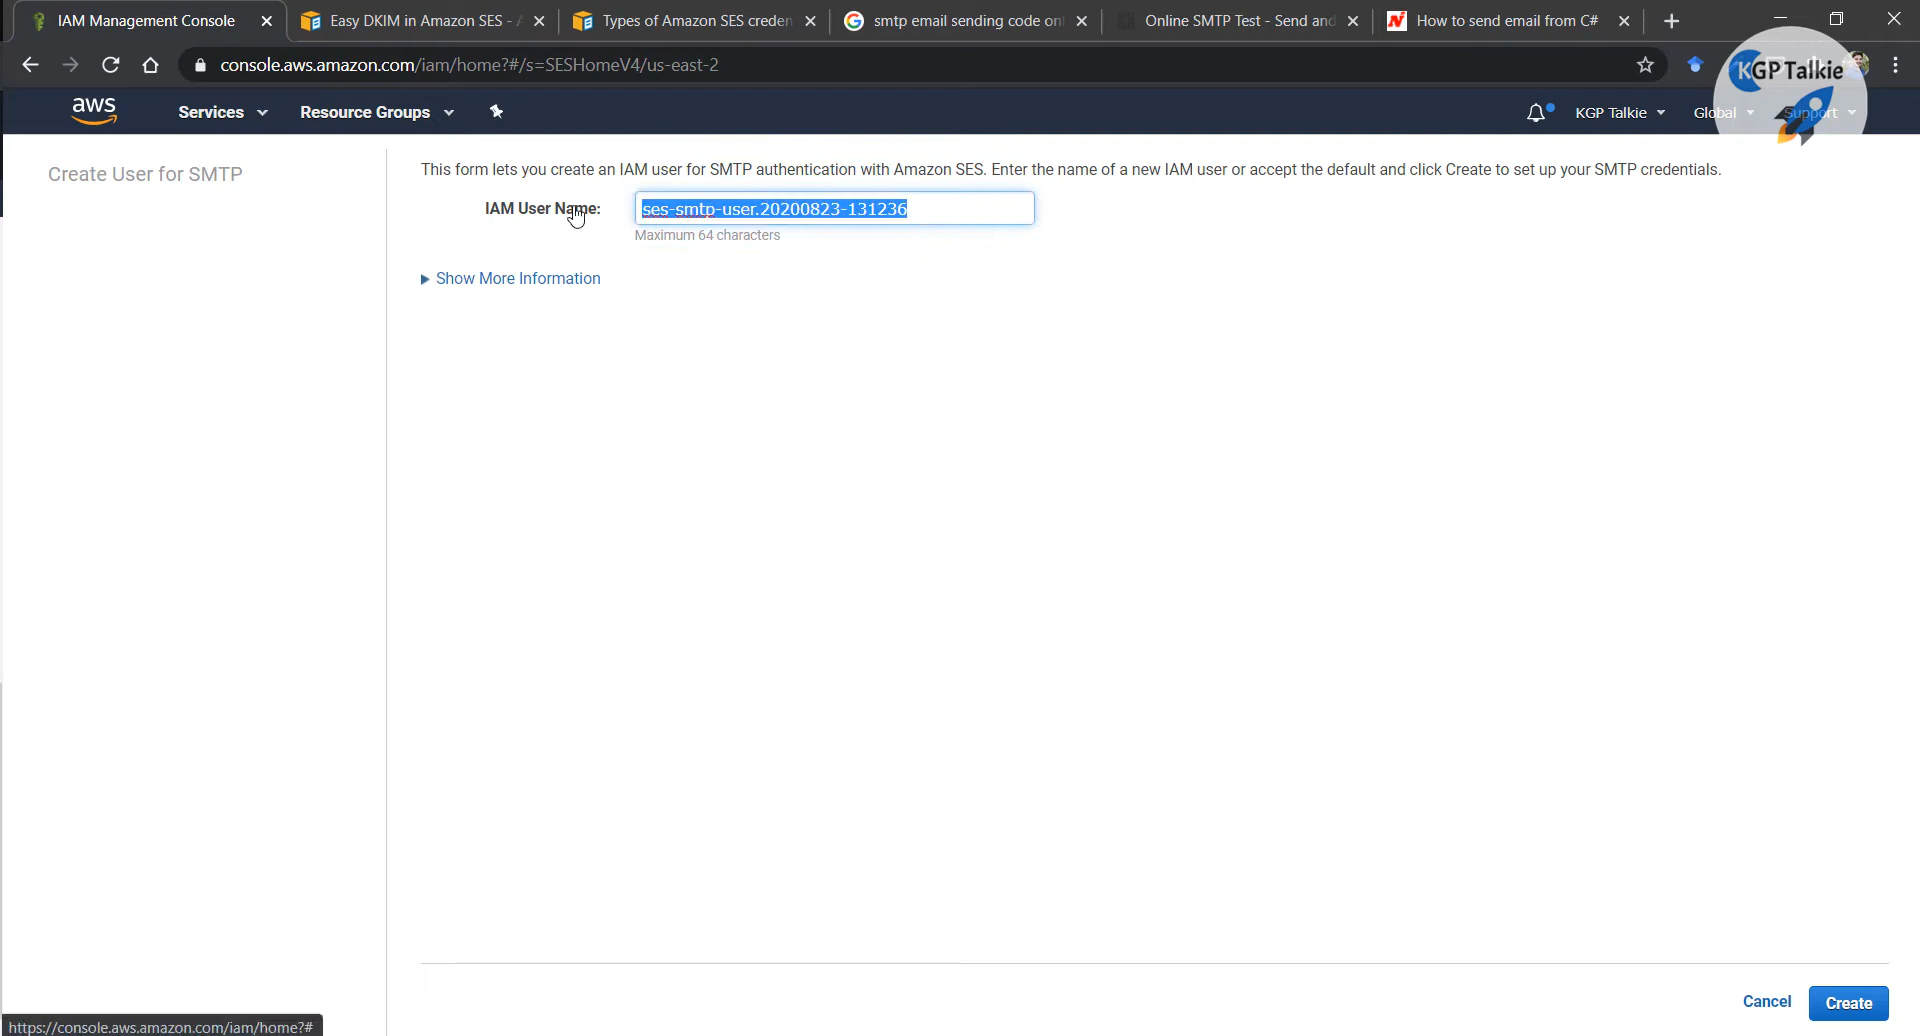 IAM Management Console
Easy DKIM in Amazon SES - A
Types of Amazon SES creden
smtp email sending code onl
Online SMTP Test - Send and
How to send email from C#
console.aws.amazon.com/iam/home?#/s=SESHomeV4/us-east-2
KGPTalkie
aws
Services
Resource Groups
KGP Talkie
Global
Support
Create User for SMTP
This form lets you create an IAM user for SMTP authentication with Amazon SES. Enter the name of a new IAM user or accept the default and click Create to set up your SMTP credentials.
IAM User Name:
ses-smtp-user.20200823-131236
Maximum 64 characters
Show More Information
Cancel
Create
https://console.aws.amazon.com/iam/home?#